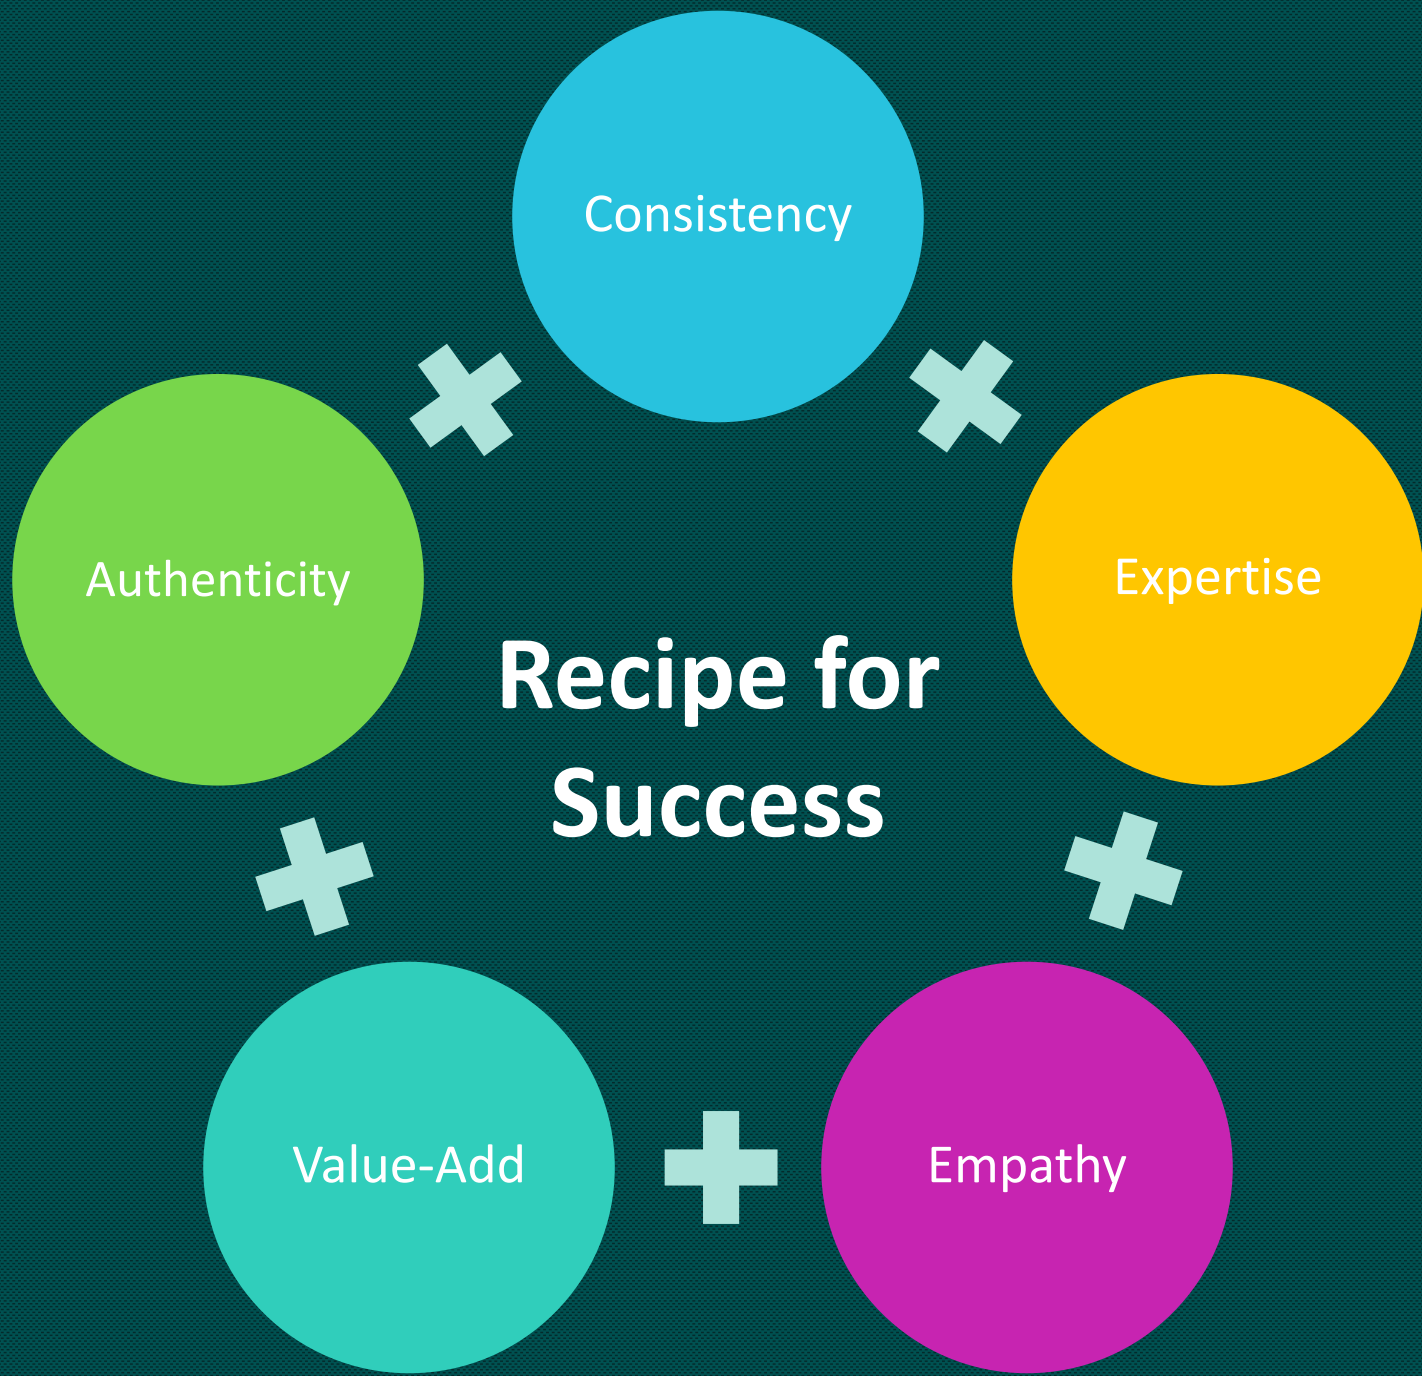 Consistency
Authenticity
Expertise
Recipe for
Success
Value-Add
Empathy